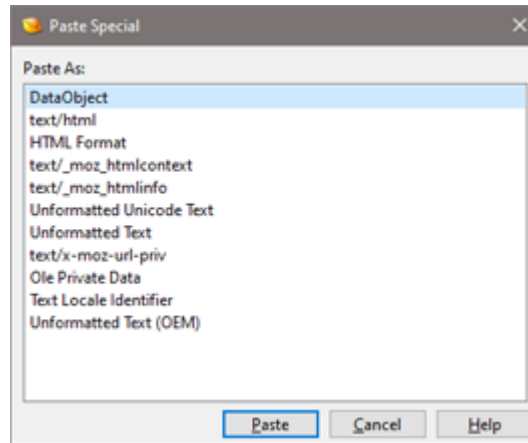 Paste Special
Paste As:
DataObject
text/html
HTML Format
text/_moz_htmlcontext
text/_moz_htmlinfo
Unformatted Unicode Text
Unformatted Text
text/x-moz-url-priv
Ole Private Data
Text Locale Identifier
Unformatted Text (OEM)
Paste Cancel Help